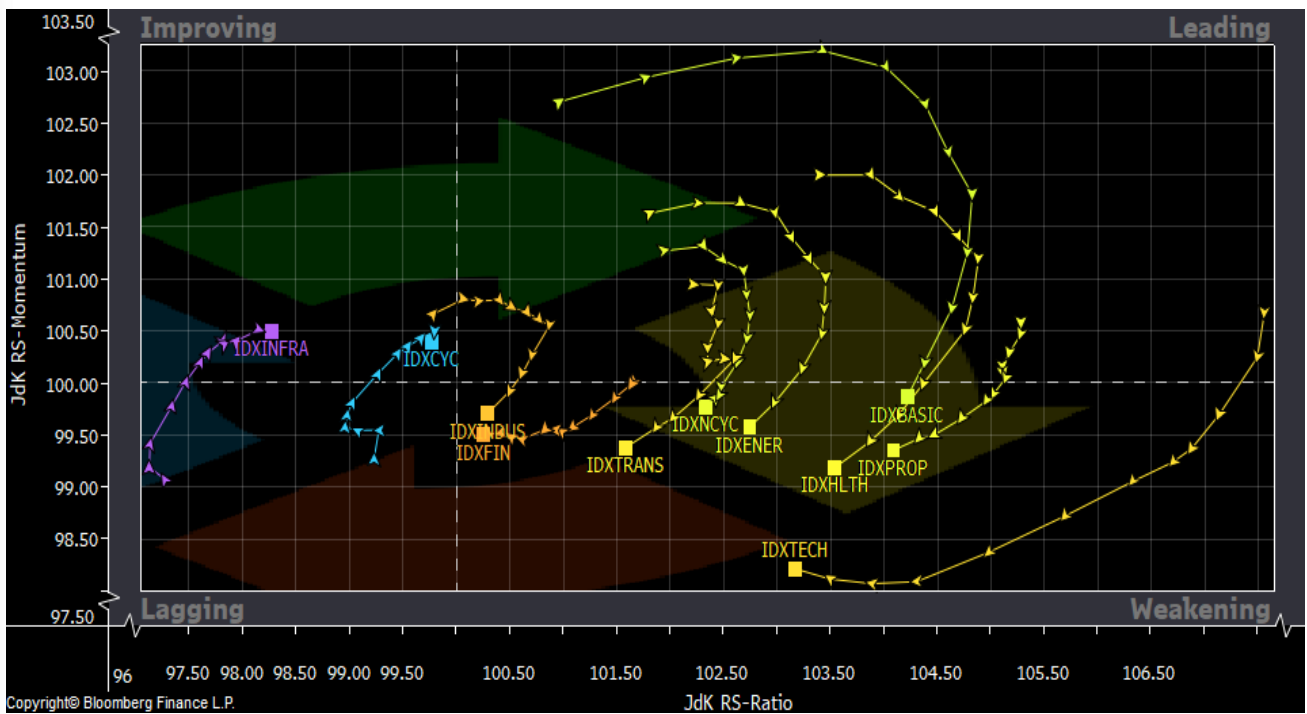 103.50
Improving
Leading
103.00
102.50
102.00
101.50
101.00
100.50
100.00
99.50
99.00
98.50
97.50
JdK RS-Momentum
IDXINFRA
IDXCYC
IDXINDUS
IDXFIN
IDXTRANS
IDXNCYC
IDXENER
IDXBASIC
IDXPROP
IDXHLTH
IDXTECH
Lagging
Weakening
96 97.50 98.00 98.50 99.00 99.50 100.50 101.50 102.50 103.50 104.50 105.50 106.50
JdK RS-Ratio
Copyright© Bloomberg Finance L.P.